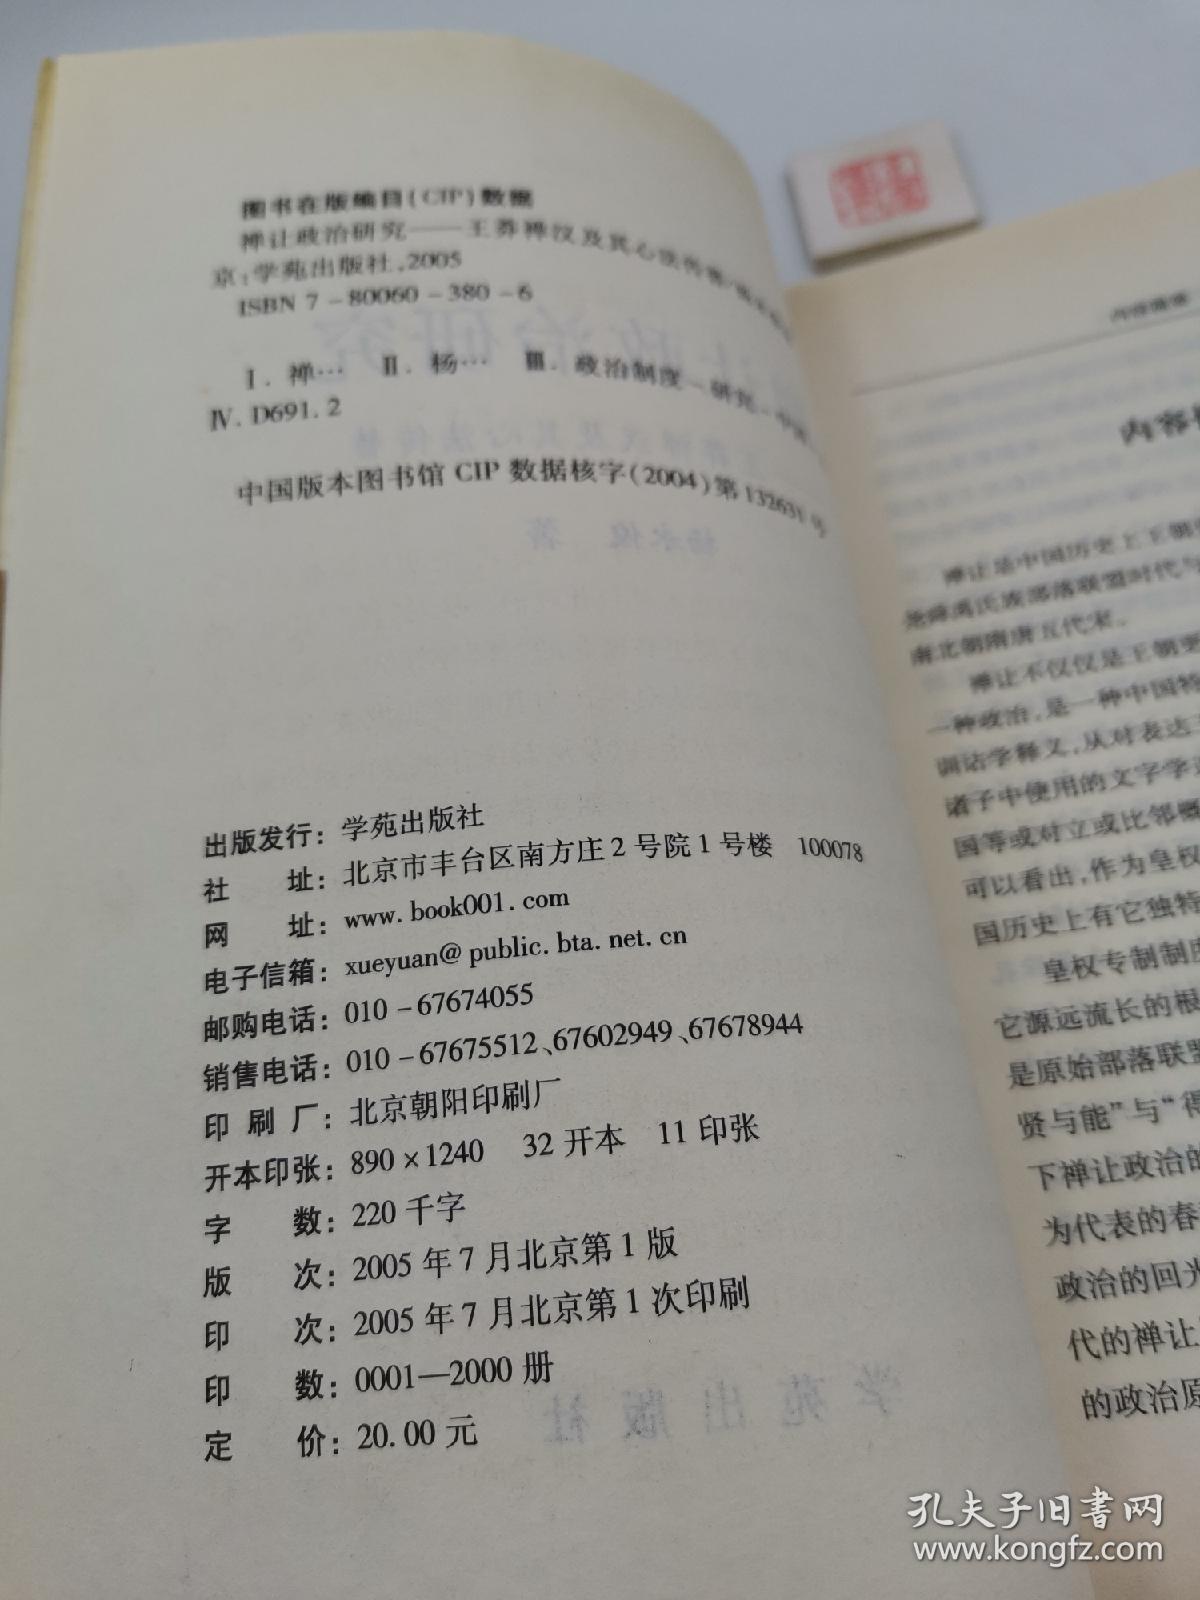 图书在版编目(CIP)数据
禅让政治研究——王莽禅汉及其心法传替
京:学苑出版社,2005
ISBN 7-80060-380-6
Ⅰ.禅… Ⅱ.杨… Ⅲ.政治制度-研究-中国
Ⅳ.D691.2
中国版本图书馆 CIP 数据核字(2004)第 132631 号
出版发行:学苑出版社
社 址:北京市丰台区南方庄2号院1号楼 100078
网 址:www.book001.com
电子信箱:xueyuan@public.bta.net.cn
邮购电话:010-67674055
销售电话:010-67675512、67602949、67678944
印 刷 厂:北京朝阳印刷厂
开本印张:890×1240 32开本 11印张
字 数:220千字
版 次:2005年7月北京第1版
印 次:2005年7月北京第1次印刷
印 数:0001—2000册
定 价:20.00元
内容
禅让是中国历史上王朝
尧舜禹氏族部落联盟时代与
南北朝隋唐五代宋。
禅让不仅仅是王朝更
一种政治,是一种中国特
训诂学释义,从对表达
诸子中使用的文字学
国等或对立或比邻概
可以看出,作为皇权
国历史上有它独特
皇权专制制度
它源远流长的根
是原始部落联盟
贤与能”与“得
下禅让政治的
为代表的春
政治的回光
代的禅让
的政治原
孔夫子旧书网
www.kongfz.com